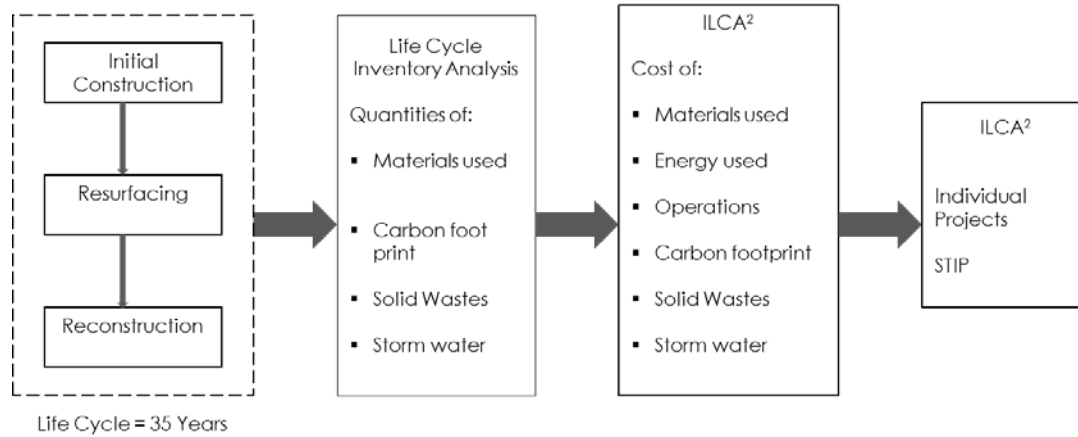 Initial
Construction
Resurfacing
Reconstruction
Life Cycle = 35 Years
Life Cycle
Inventory Analysis
Quantities of:
▪ Materials used
▪ Carbon foot
print
▪ Solid Wastes
▪ Storm water
ILCA²
Cost of:
▪ Materials used
▪ Energy used
▪ Operations
▪ Carbon footprint
▪ Solid Wastes
▪ Storm water
ILCA²
Individual
Projects
STIP